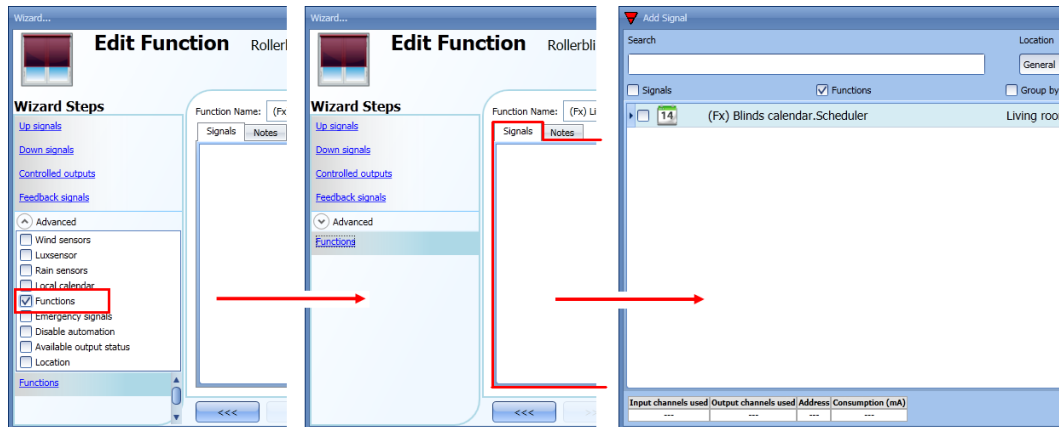 Wizard...
Edit Function Rollerl
Wizard Steps
Up signals
Down signals
Controlled outputs
Feedback signals
Advanced
Wind sensors
Luxsensor
Rain sensors
Local calendar
Functions
Emergency signals
Disable automation
Available output status
Location
Functions
Function Name: (Fx
Signals Notes
<<<
Wizard...
Edit Function Rollerbli
Wizard Steps
Up signals
Down signals
Controlled outputs
Feedback signals
Advanced
Functions
Function Name: (Fx) Li
Signals Notes
<<< >>
Add Signal
Search Location
General
Signals Functions Group by
14 (Fx) Blinds calendar.Scheduler Living roo
Input channels used Output channels used Address Consumption (mA)
--- --- --- ---